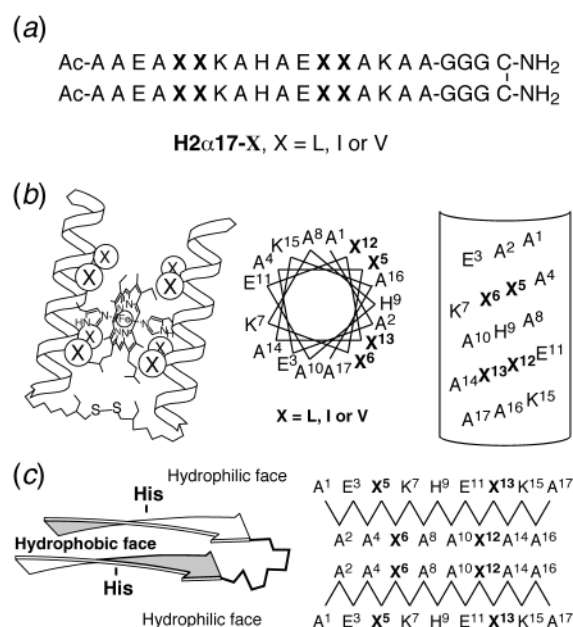 (a)
Ac-A A E A X X K A H A E X X A K A A-GGG C-NH₂
Ac-A A E A X X K A H A E X X A K A A-GGG C-NH₂
H2α17-X, X = L, I or V
(b)
X X
X X
HN N Fe N NH
X X
X X
S-S
K¹⁵ A⁸ A¹ X¹²
A⁴ X⁵
E¹¹ A¹⁶
H⁹
K⁷ A²
A¹⁴ X¹³
E³ A¹⁰ A¹⁷ X⁶
X = L, I or V
E³ A² A¹
K⁷ X⁶ X⁵ A⁴
A¹⁰ H⁹ A⁸
A¹⁴ X¹³ X¹² E¹¹
A¹⁷ A¹⁶ K¹⁵
(c)
Hydrophilic face
His
Hydrophobic face
His
Hydrophilic face
A¹ E³ X⁵ K⁷ H⁹ E¹¹ X¹³ K¹⁵ A¹⁷
A² A⁴ X⁶ A⁸ A¹⁰ X¹² A¹⁴ A¹⁶
A² A⁴ X⁶ A⁸ A¹⁰ X¹² A¹⁴ A¹⁶
A¹ E³ X⁵ K⁷ H⁹ E¹¹ X¹³ K¹⁵ A¹⁷